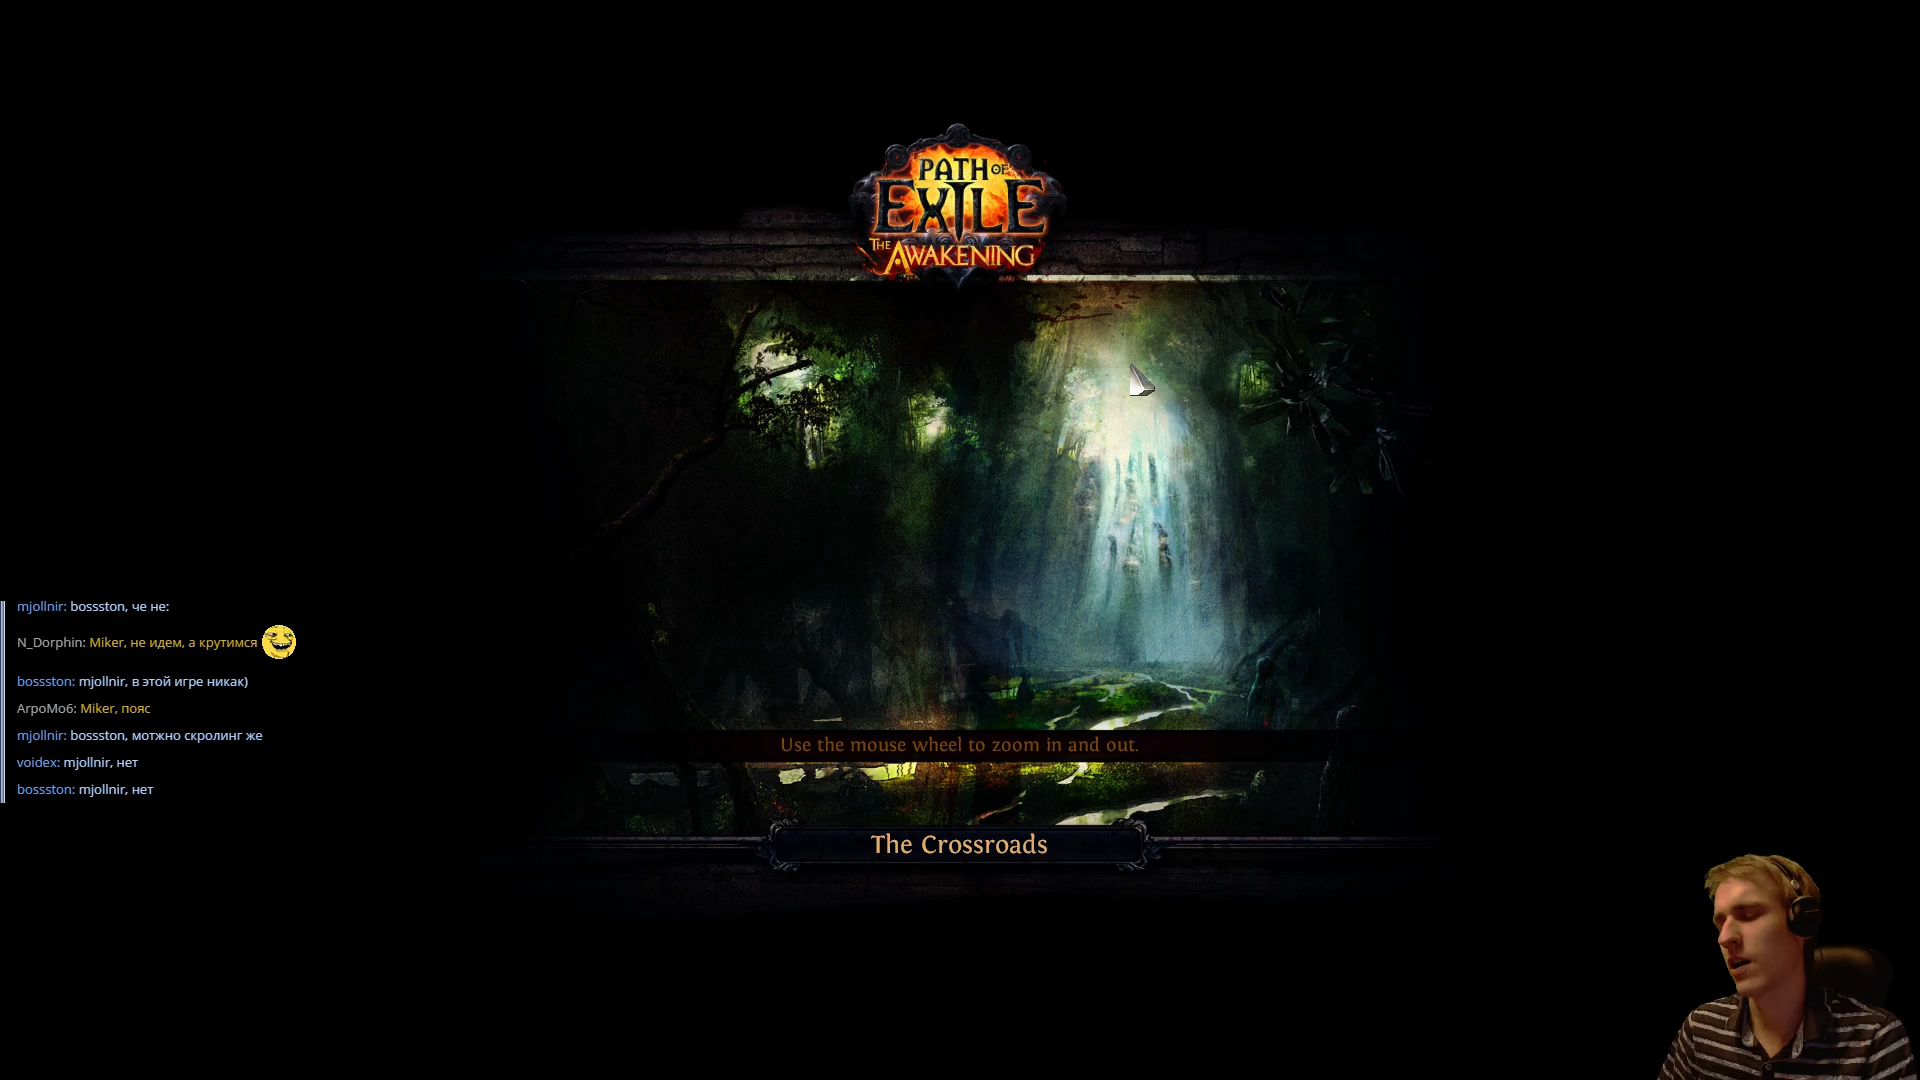 PATH OF
EXILE
THE AWAKENING
mjollnir: bossston, че не:
N_Dorphin: Miker, не идем, а крутимся
bossston: mjollnir, в этой игре никак)
АгроМо6: Miker, пояс
mjollnir: bossston, мотжно скролинг же
voidex: mjollnir, нет
bossston: mjollnir, нет
Use the mouse wheel to zoom in and out.
The Crossroads